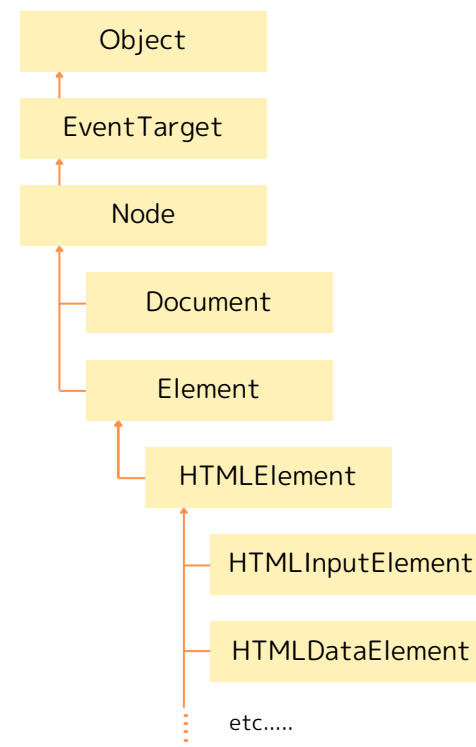 Object
EventTarget
Node
Document
Element
HTMLElement
HTMLInputElement
HTMLDataElement
etc.....